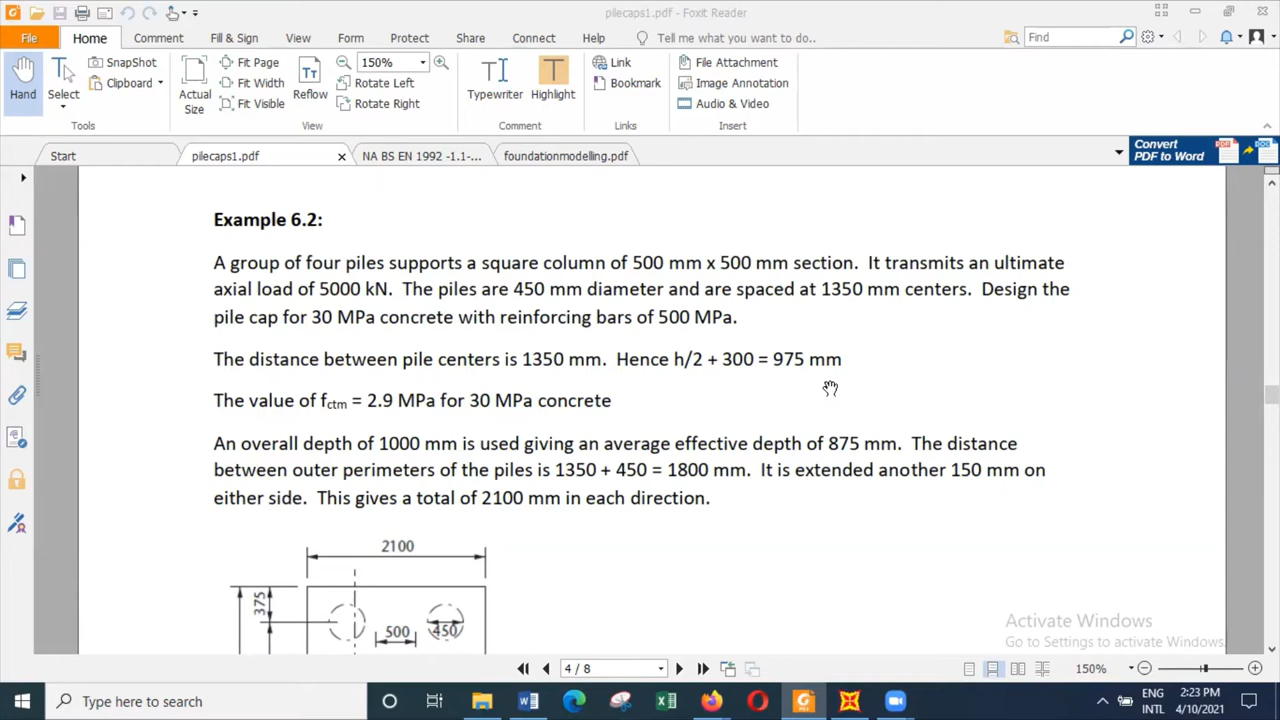 pilecaps1.pdf - Foxit Reader
File Home Comment Fill & Sign View Form Protect Share Connect Help Tell me what you want to do.. Find
Hand Select SnapShot Clipboard Actual Size Fit Page Fit Width Fit Visible Reflow 150% Rotate Left Rotate Right Typewriter Highlight Link Bookmark File Attachment Image Annotation Audio & Video
Tools View Comment Links Insert
Start pilecaps1.pdf NA BS EN 1992 -1.1-... foundationmodelling.pdf Convert PDF to Word
Example 6.2:
A group of four piles supports a square column of 500 mm x 500 mm section. It transmits an ultimate
axial load of 5000 kN. The piles are 450 mm diameter and are spaced at 1350 mm centers. Design the
pile cap for 30 MPa concrete with reinforcing bars of 500 MPa.
The distance between pile centers is 1350 mm. Hence h/2 + 300 = 975 mm
The value of fctm = 2.9 MPa for 30 MPa concrete
An overall depth of 1000 mm is used giving an average effective depth of 875 mm. The distance
between outer perimeters of the piles is 1350 + 450 = 1800 mm. It is extended another 150 mm on
either side. This gives a total of 2100 mm in each direction.
2100
375
500 450
Activate Windows
Go to Settings to activate Windows.
4 / 8 150%
Type here to search ENG INTL 2:23 PM 4/10/2021